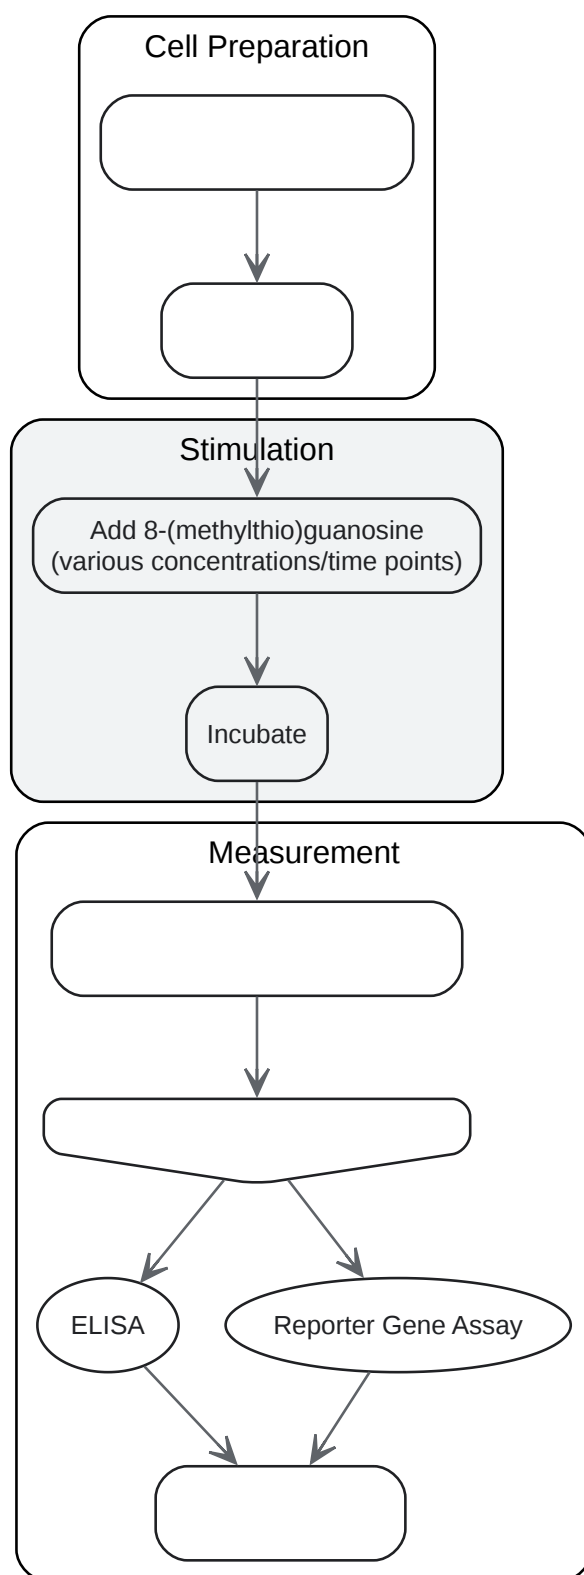 Cell Preparation
Stimulation
Add 8-(methylthio)guanosine
(various concentrations/time points)
Incubate
Measurement
ELISA
Reporter Gene Assay